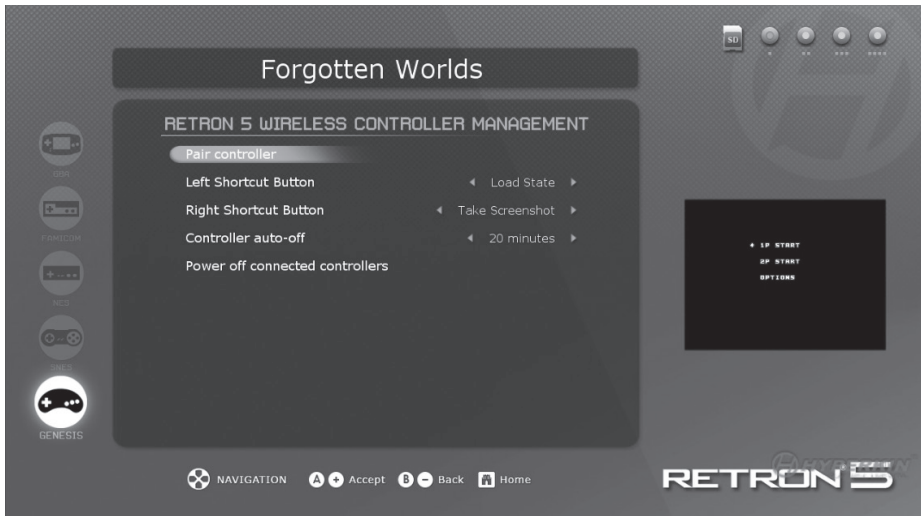 SD
Forgotten Worlds
RETRON 5 WIRELESS CONTROLLER MANAGEMENT
Pair controller
Left Shortcut Button Load State
Right Shortcut Button Take Screenshot
Controller auto-off 20 minutes
Power off connected controllers
GBA
FAMICOM
NES
SNES
GENESIS
1P START
2P START
OPTIONS
NAVIGATION A + Accept B - Back Home
HYPERKIN
RETRON 5